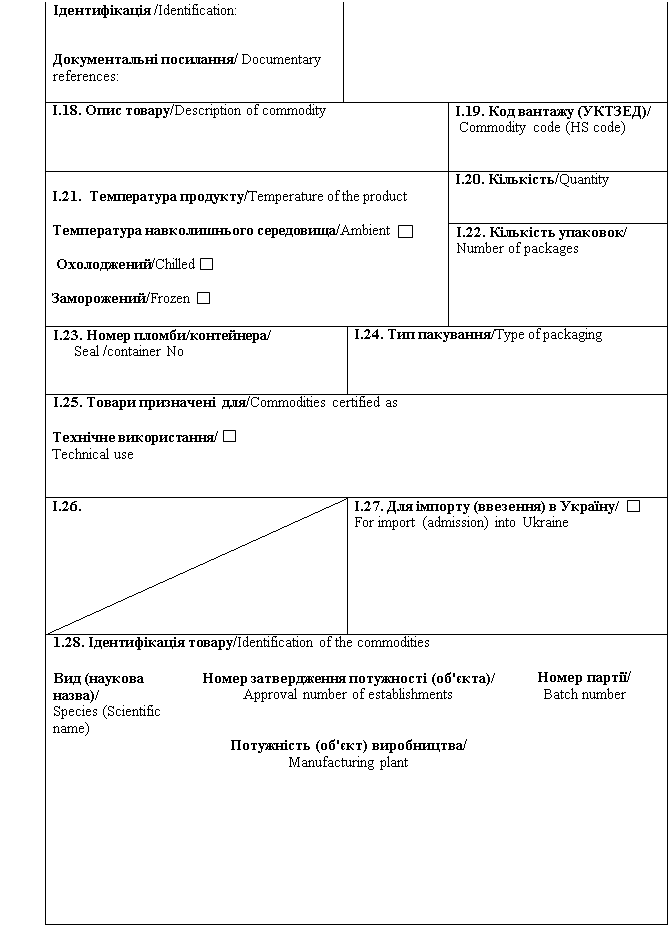 Ідентифікація /Identification:
Документальні посилання/ Documentary
references:
I.18. Опис товару/Description of commodity
I.19. Код вантажу (УКТЗЕД)/
Commodity code (HS code)
I.20. Кількість/Quantity
I.21. Температура продукту/Temperature of the product
Температура навколишнього середовища/Ambient
Охолоджений/Chilled
Заморожений/Frozen
I.22. Кількість упаковок/
Number of packages
I.23. Номер пломби/контейнера/
Seal /container No
I.24. Тип пакування/Type of packaging
I.25. Товари призначені для/Commodities certified as
Технічне використання/
Technical use
I.26.
I.27. Для імпорту (ввезення) в Україну/
For import (admission) into Ukraine
1.28. Ідентифікація товару/Identification of the commodities
Вид (наукова
назва)/
Species (Scientific
name)
Номер затвердження потужності (об'єкта)/
Approval number of establishments
Номер партії/
Batch number
Потужність (об'єкт) виробництва/
Manufacturing plant